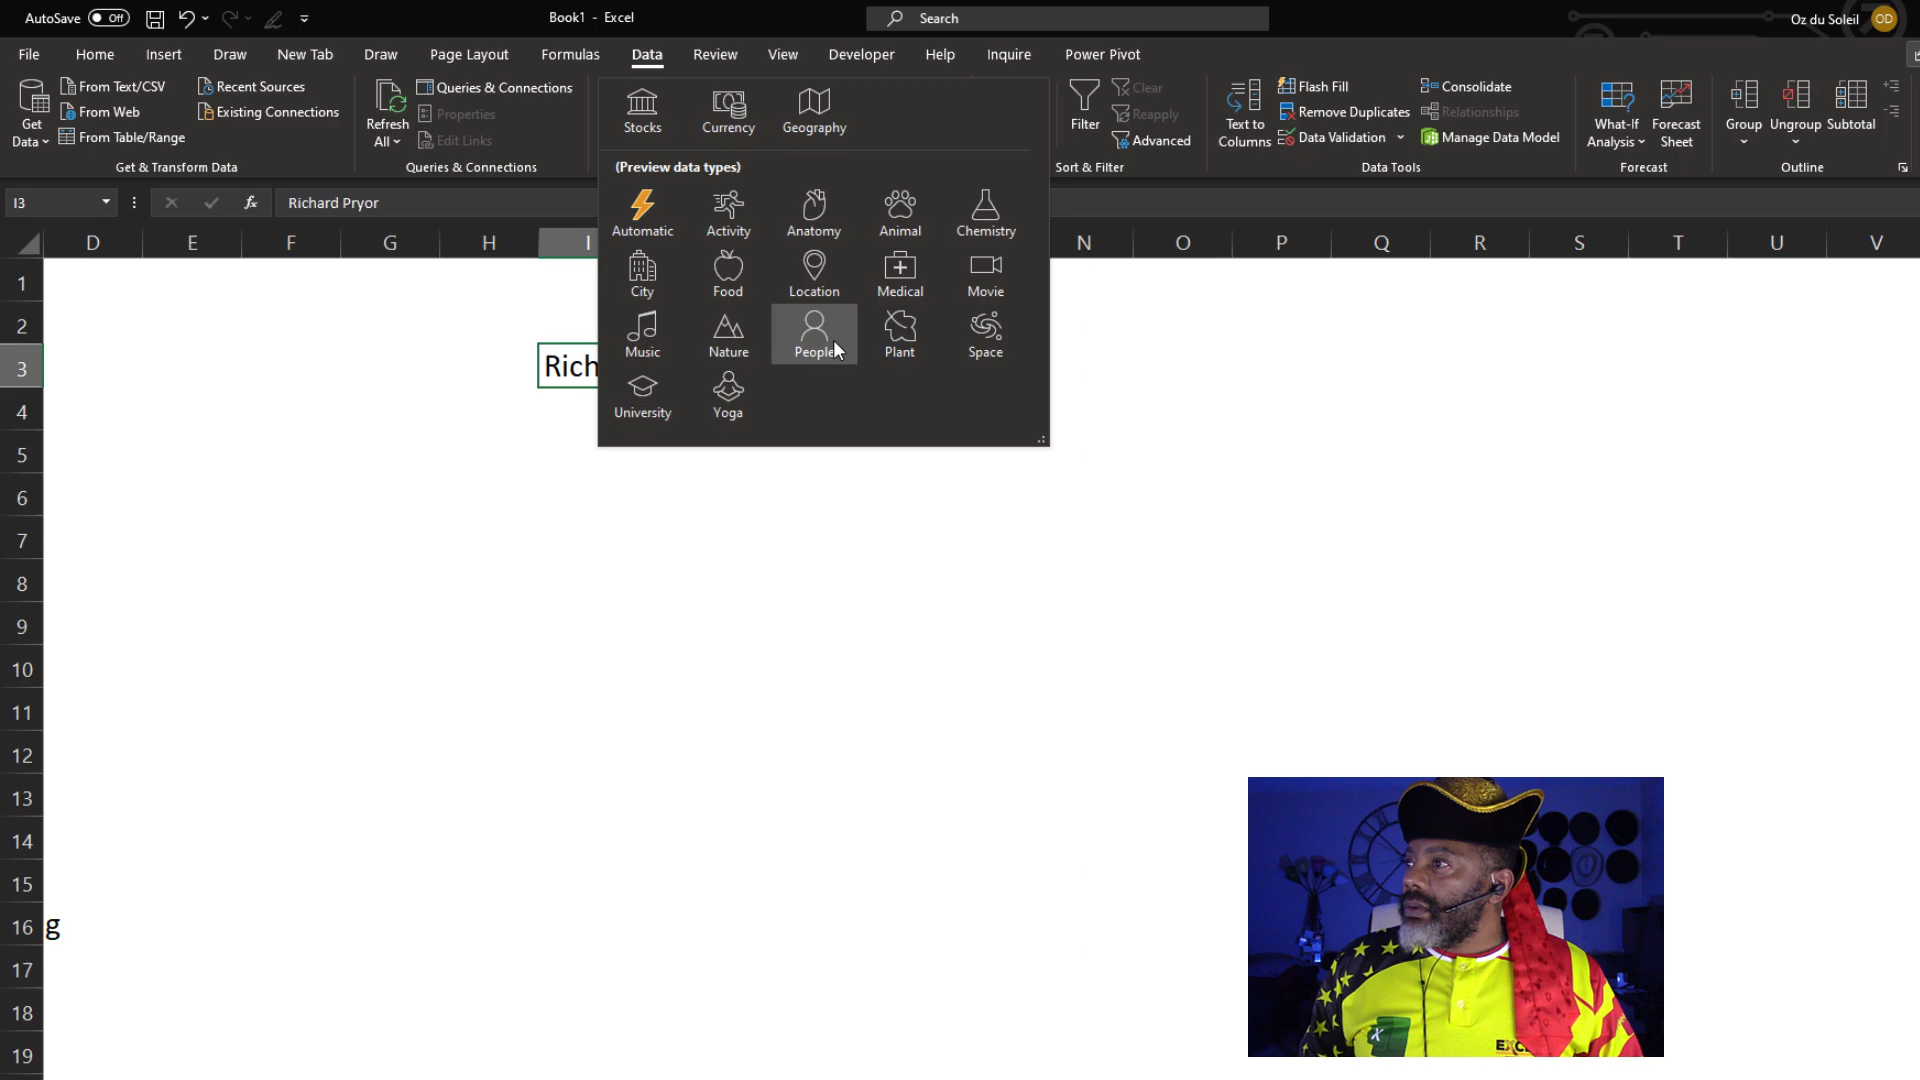 AutoSave Off Book1 - Excel Search Oz du Soleil OD
File Home Insert Draw New Tab Draw Page Layout Formulas Data Review View Developer Help Inquire Power Pivot
Get Data
From Text/CSV
From Web
From Table/Range
Recent Sources
Existing Connections
Get & Transform Data
Refresh All
Queries & Connections
Properties
Edit Links
Queries & Connections
Stocks Currency Geography
(Preview data types)
Automatic Activity Anatomy Animal Chemistry
City Food Location Medical Movie
Music Nature People Plant Space
University Yoga
Filter
Clear
Reapply
Advanced
Sort & Filter
Text to Columns
Flash Fill
Remove Duplicates
Data Validation
Consolidate
Relationships
Manage Data Model
Data Tools
What-If Analysis
Forecast Sheet
Forecast
Group
Ungroup
Subtotal
Outline
I3 fx Richard Pryor
D E F G H I N O P Q R S T U V
1
2
3 Rich
4
5
6
7
8
9
10
11
12
13
14
15
16 g
17
18
19
X